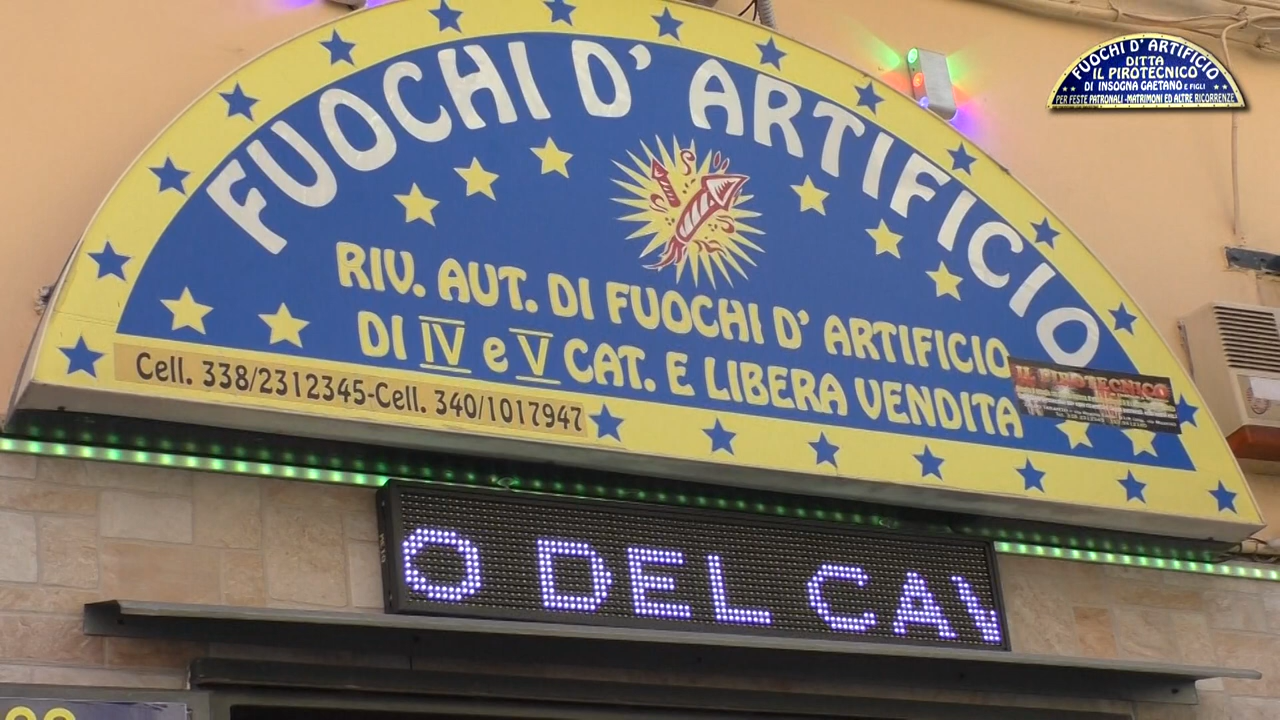 FUOCHI D' ARTIFICIO
DITTA
IL PIROTECNICO
DI INSOGNA GAETANO E FIGLI
PER FESTE PATRONALI-MATRIMONI ED ALTRE RICORRENZE
FUOCHI D' ARTIFICIO
RIV. AUT. DI FUOCHI D' ARTIFICIO
DI IV e V CAT. E LIBERA VENDITA
Cell. 338/2312345-Cell. 340/1017947
IL PIROTECNICO
O DEL CAV